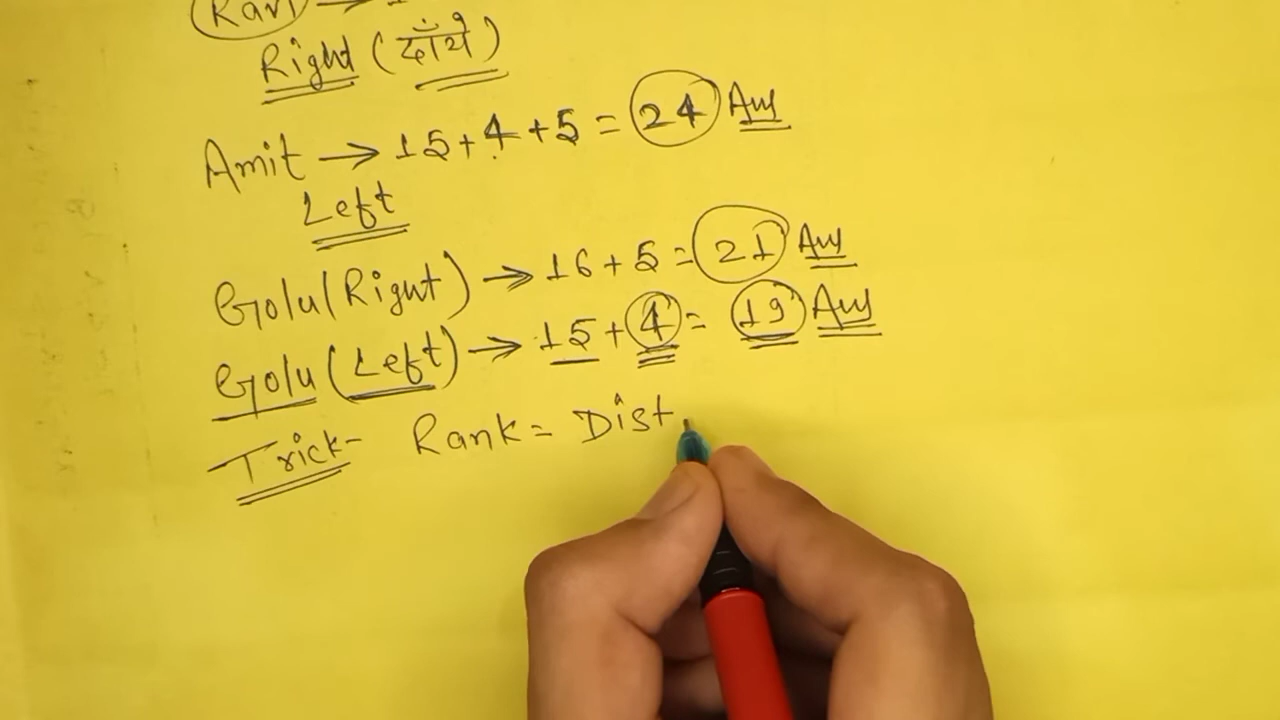 Ravi →
Right (दाँये)
Amit → 15+4+5 = 24 Ans
Left
Golu (Right) → 16+5 = 21 Ans
Golu (Left) → 15+4 = 19 Ans
Trick- Rank = Dist